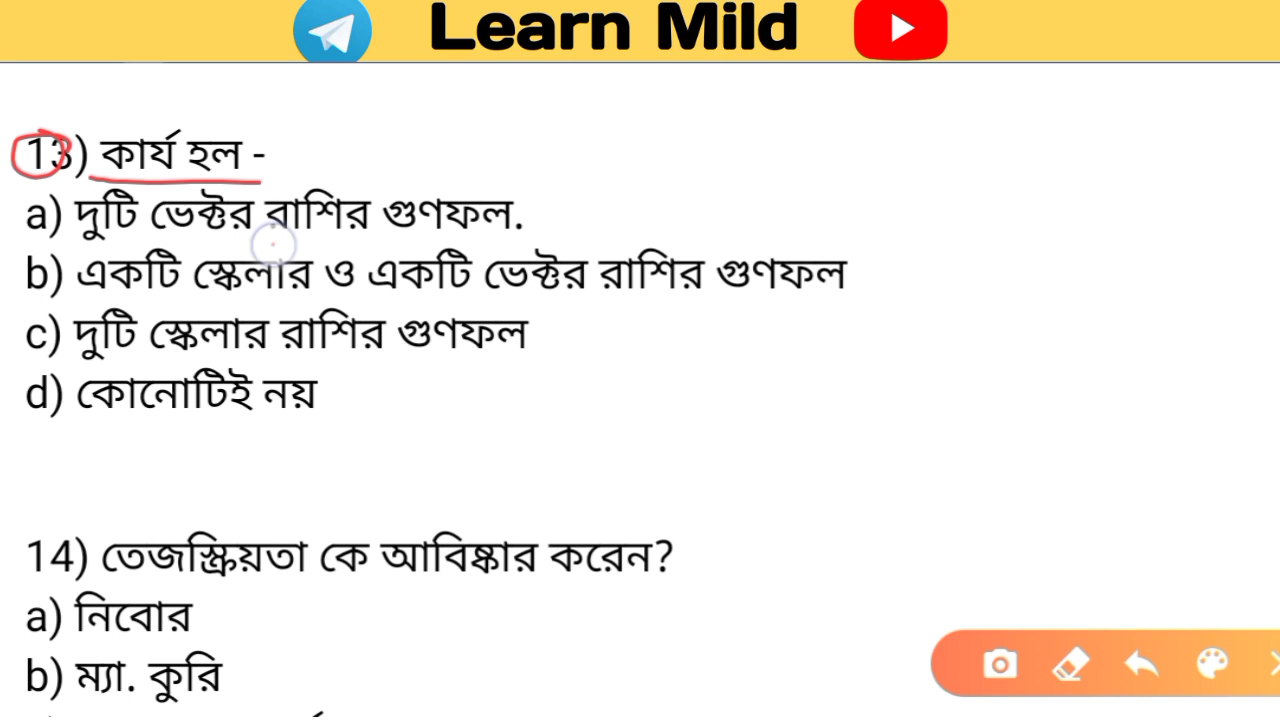 Learn Mild
13) কার্য হল -
a) দুটি ভেক্টর রাশির গুণফল.
b) একটি স্কেলার ও একটি ভেক্টর রাশির গুণফল
c) দুটি স্কেলার রাশির গুণফল
d) কোনোটিই নয়
14) তেজস্ক্রিয়তা কে আবিষ্কার করেন?
a) নিবোর
b) ম্যা. কুরি